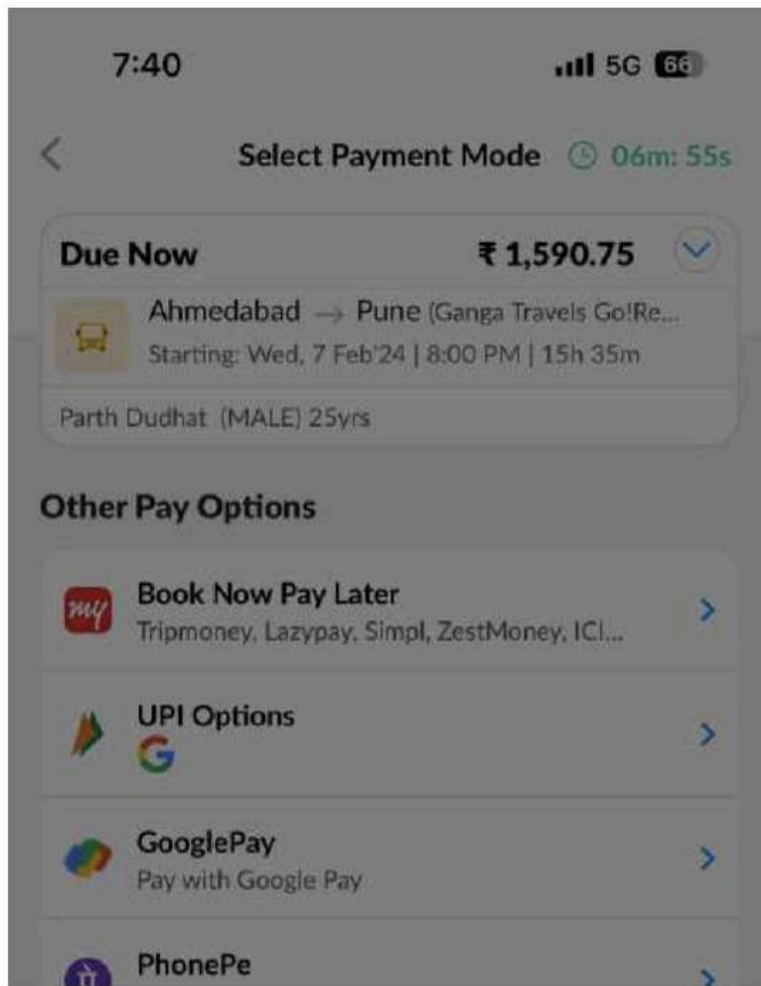 7:40 5G 66
Select Payment Mode 06m: 55s
Due Now ₹ 1,590.75
Ahmedabad → Pune (Ganga Travels Go!Re...
Starting: Wed, 7 Feb'24 | 8:00 PM | 15h 35m
Parth Dudhat (MALE) 25yrs
Other Pay Options
my
Book Now Pay Later
Tripmoney, Lazypay, Simpl, ZestMoney, ICI...
UPI Options
G
GooglePay
Pay with Google Pay
पे
PhonePe